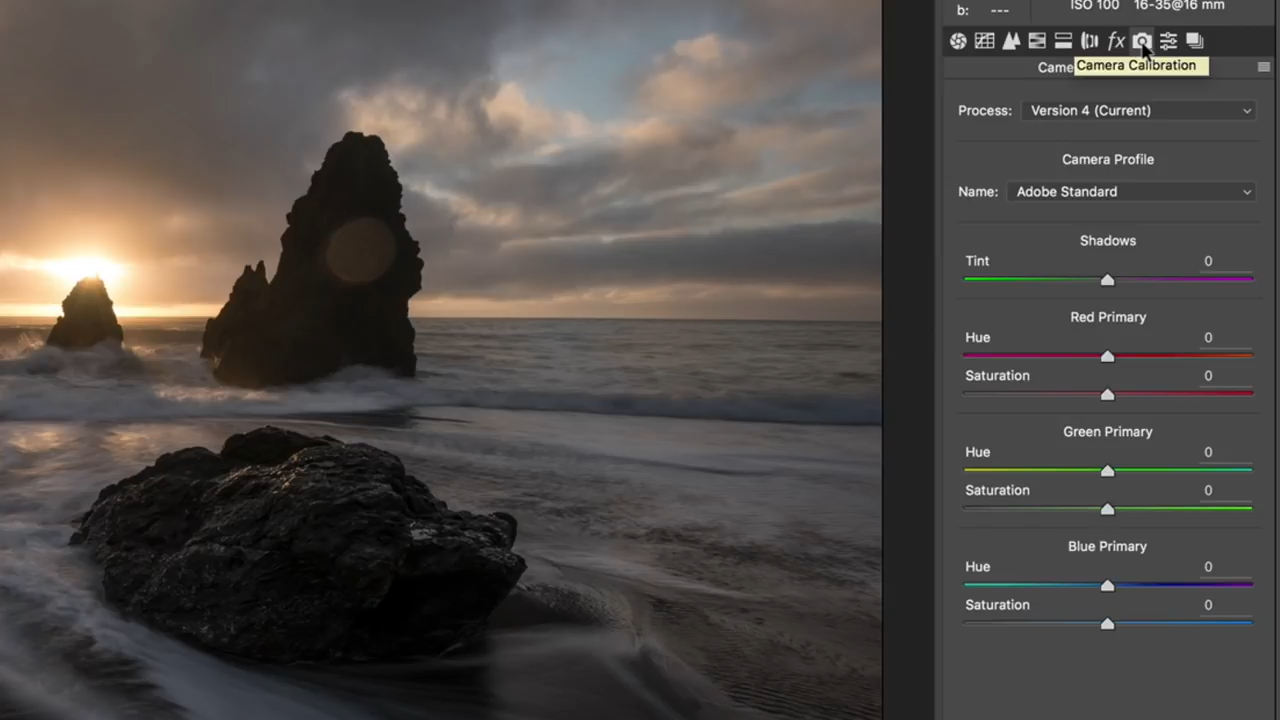 b: ---
ISO 100 16-35@16 mm
fx
Came
Camera Calibration
Process: Version 4 (Current)
Camera Profile
Name: Adobe Standard
Shadows
Tint 0
Red Primary
Hue 0
Saturation 0
Green Primary
Hue 0
Saturation 0
Blue Primary
Hue 0
Saturation 0